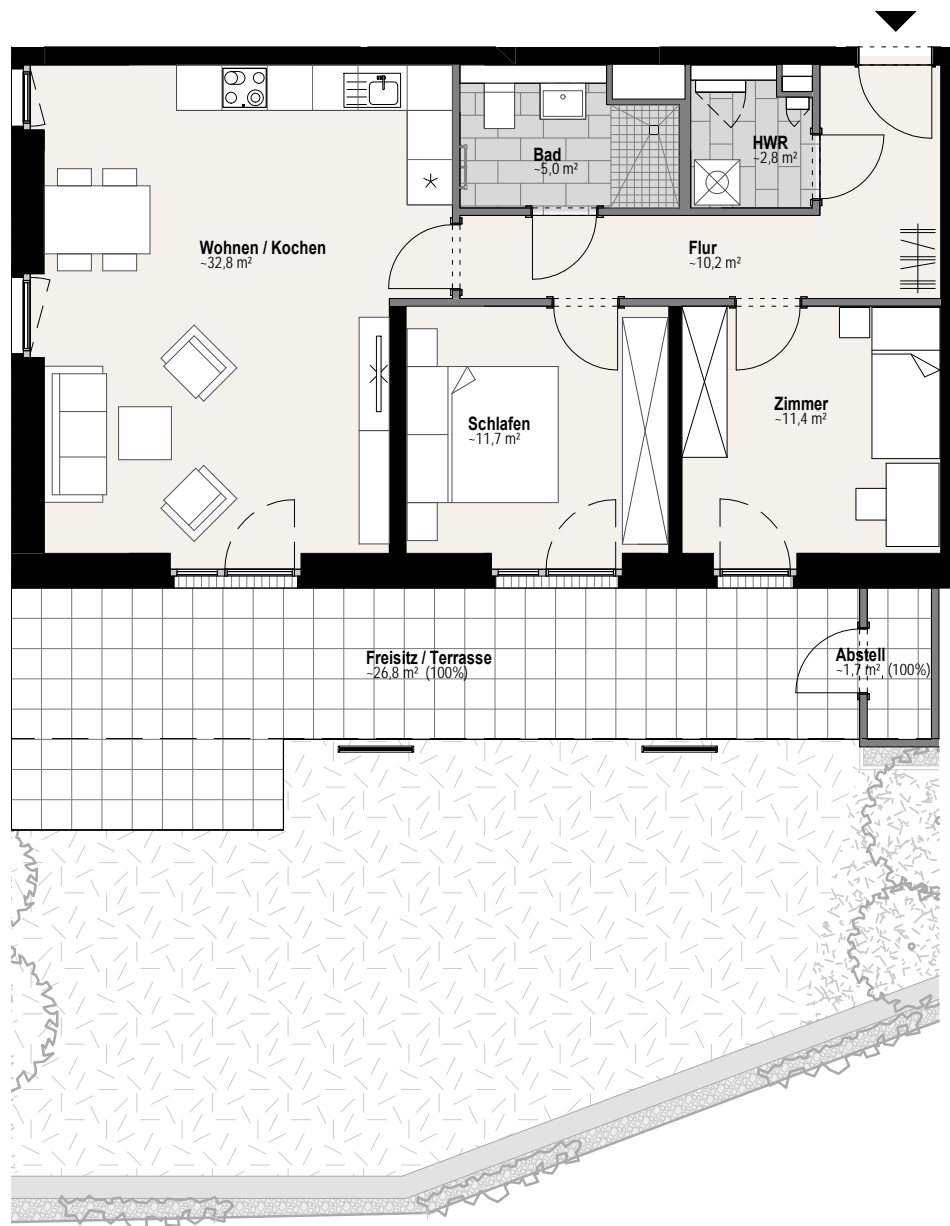 HWR
~2,8 m²
Bad
~5,0 m²
Wohnen / Kochen
~32,8 m²
Flur
~10,2 m²
Schlafen
~11,7 m²
Zimmer
~11,4 m²
Freisitz / Terrasse
~26,8 m² (100%)
Abstell
~1,7 m², (100%)